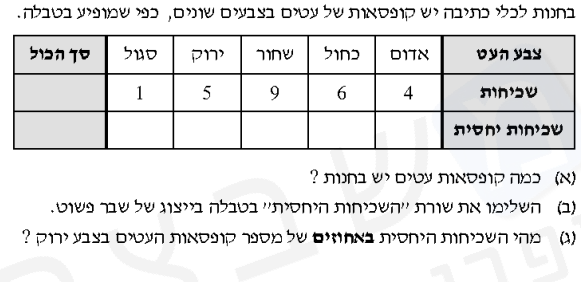 בחנות לכלי כתיבה יש קופסאות של עטים בצבעים שונים, כפי שמופיע בטבלה.
צבע העט אדום כחול שחור ירוק סגול סך הכול
שכיחות 4 6 9 5 1
שכיחות יחסית
(א) כמה קופסאות עטים יש בחנות?
(ב) השלימו את שורת "השכיחות היחסית" בטבלה בייצוג של שבר פשוט.
(ג) מהי השכיחות היחסית באחוזים של מספר קופסאות העטים בצבע ירוק?